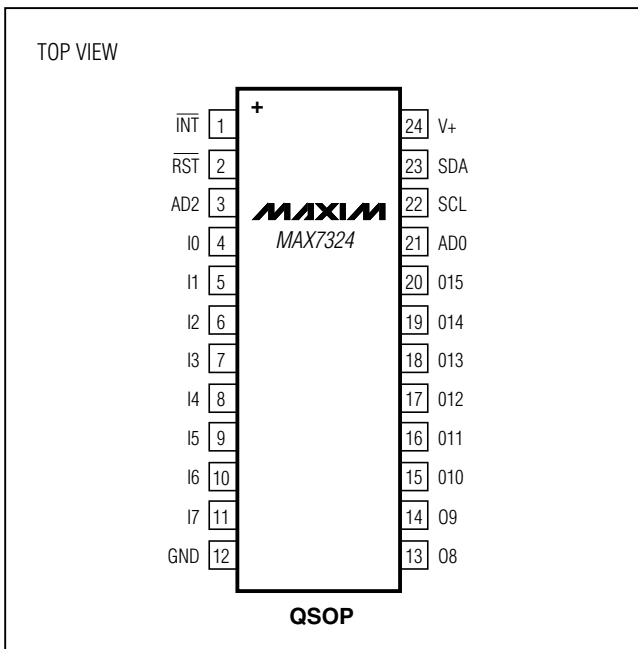 TOP VIEW
+
INT 1 24 V+
RST 2 23 SDA
AD2 3 22 SCL
MAXIM
I0 4 21 AD0
MAX7324
I1 5 20 O15
I2 6 19 O14
I3 7 18 O13
I4 8 17 O12
I5 9 16 O11
I6 10 15 O10
I7 11 14 O9
GND 12 13 O8
QSOP